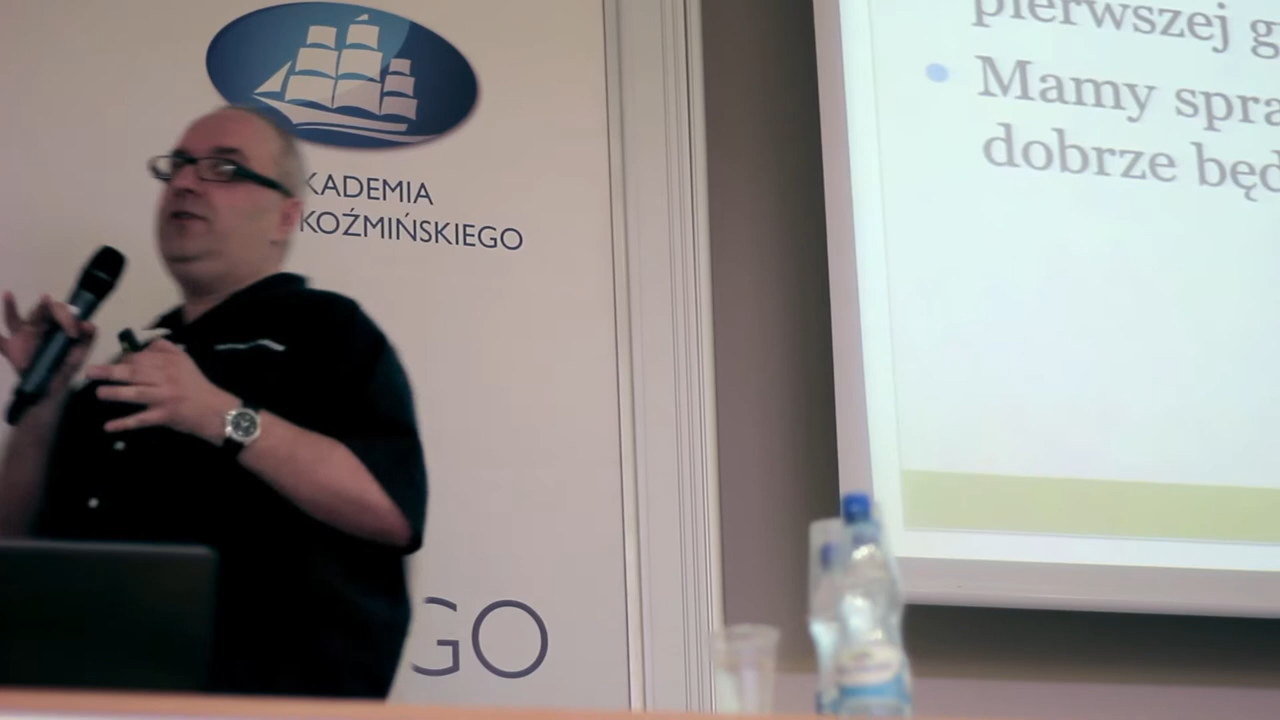 KADEMIA
KOŹMIŃSKIEGO
GO
pierwszej g
Mamy spra
dobrze będ